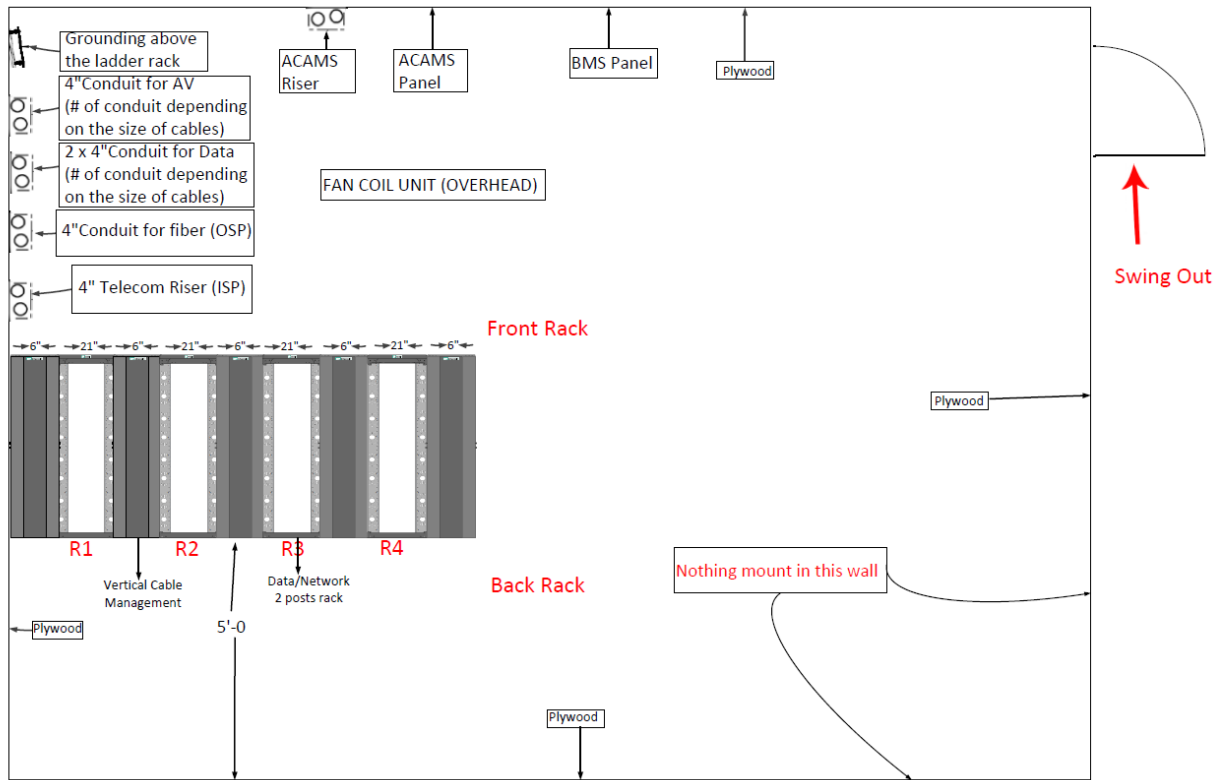 Grounding above
the ladder rack
ACAMS
Riser
ACAMS
Panel
BMS Panel
Plywood
4"Conduit for AV
(# of conduit depending
on the size of cables)
2 x 4"Conduit for Data
(# of conduit depending
on the size of cables)
FAN COIL UNIT (OVERHEAD)
4"Conduit for fiber (OSP)
4" Telecom Riser (ISP)
Swing Out
Front Rack
6" 21" 6" 21" 6" 21" 6" 21" 6"
Plywood
R1 R2 R3 R4
Vertical Cable
Management
Data/Network
2 posts rack
Back Rack
Nothing mount in this wall
Plywood
5'-0
Plywood